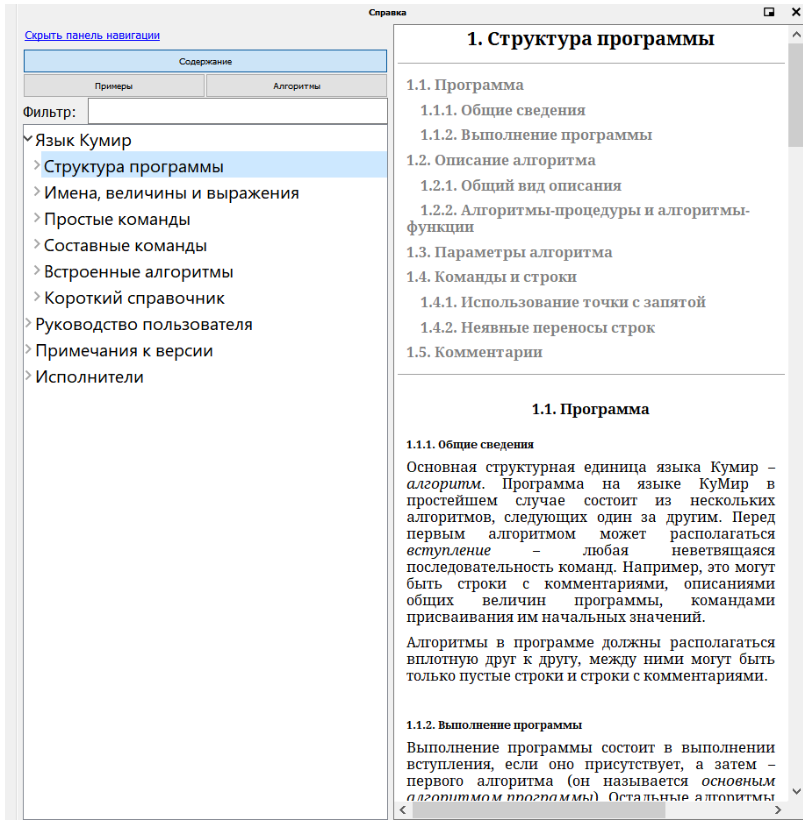 Справка
Скрыть панель навигации
Содержание
Примеры
Алгоритмы
Фильтр:
Язык Кумир
Структура программы
Имена, величины и выражения
Простые команды
Составные команды
Встроенные алгоритмы
Короткий справочник
Руководство пользователя
Примечания к версии
Исполнители
1. Структура программы
1.1. Программа
1.1.1. Общие сведения
1.1.2. Выполнение программы
1.2. Описание алгоритма
1.2.1. Общий вид описания
1.2.2. Алгоритмы-процедуры и алгоритмы-
функции
1.3. Параметры алгоритма
1.4. Команды и строки
1.4.1. Использование точки с запятой
1.4.2. Неявные переносы строк
1.5. Комментарии
1.1. Программа
1.1.1. Общие сведения
Основная структурная единица языка Кумир –
алгоритм. Программа на языке КуМир в
простейшем случае состоит из нескольких
алгоритмов, следующих один за другим. Перед
первым алгоритмом может располагаться
вступление – любая неветвящаяся
последовательность команд. Например, это могут
быть строки с комментариями, описаниями
общих величин программы, командами
присваивания им начальных значений.
Алгоритмы в программе должны располагаться
вплотную друг к другу, между ними могут быть
только пустые строки и строки с комментариями.
1.1.2. Выполнение программы
Выполнение программы состоит в выполнении
вступления, если оно присутствует, а затем –
первого алгоритма (он называется основным
алгоритмом программы). Остальные алгоритмы